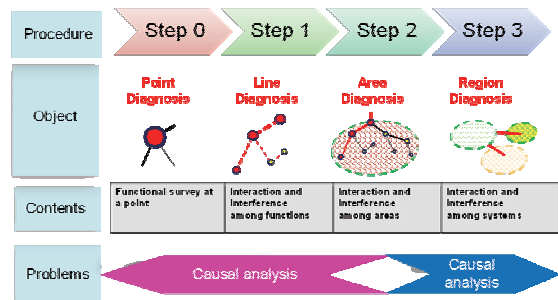 Procedure
Step 0
Step 1
Step 2
Step 3
Object
Point
Diagnosis
Line
Diagnosis
Area
Diagnosis
Region
Diagnosis
Contents
Functional survey at
a point
Interaction and
Interference
among functions
Interaction and
Interference
among areas
Interaction and
Interference
among systems
Problems
Causal analysis
Causal
analysis